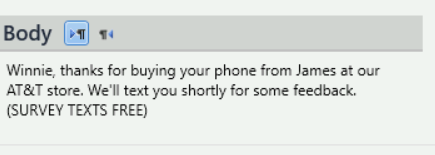 Body
Winnie, thanks for buying your phone from James at our
AT&T store. We'll text you shortly for some feedback.
(SURVEY TEXTS FREE)